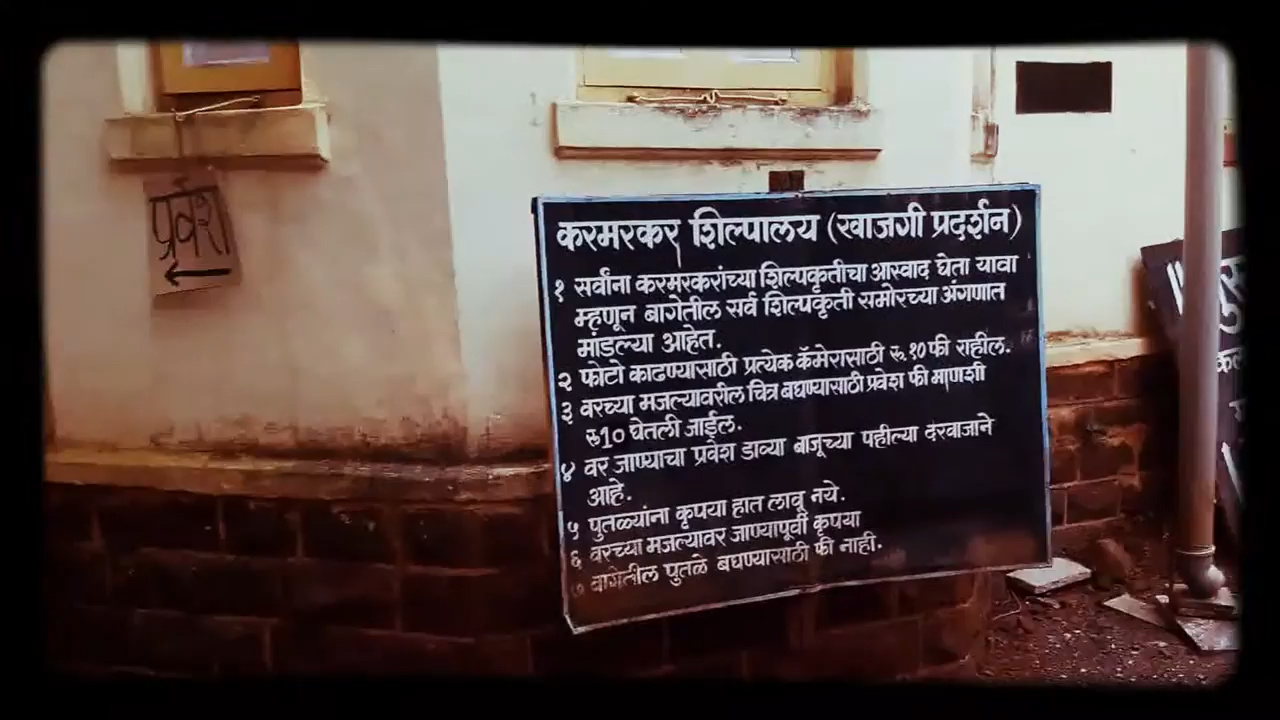 प्रवेश
करमरकर शिल्पालय (खाजगी प्रदर्शन)
१ सर्वांना करमरकरांच्या शिल्पकृतीचा आस्वाद घेता यावा
म्हणून बागेतील सर्व शिल्पकृती समोरच्या अंगणात
मांडल्या आहेत.
२ फोटो काढण्यासाठी प्रत्येक कॅमेरासाठी रू.१० फी राहील.
३ वरच्या मजल्यावरील चित्र बघण्यासाठी प्रवेश फी माणशी
रू10 घेतली जाईल.
४ वर जाण्याचा प्रवेश डाव्या बाजूच्या पहील्या दरवाजाने
आहे.
५ पुतळ्यांना कृपया हात लावू नये.
६ वरच्या मजल्यावर जाण्यापूर्वी कृपया
७ बागेतील पुतळे बघण्यासाठी फी नाही.